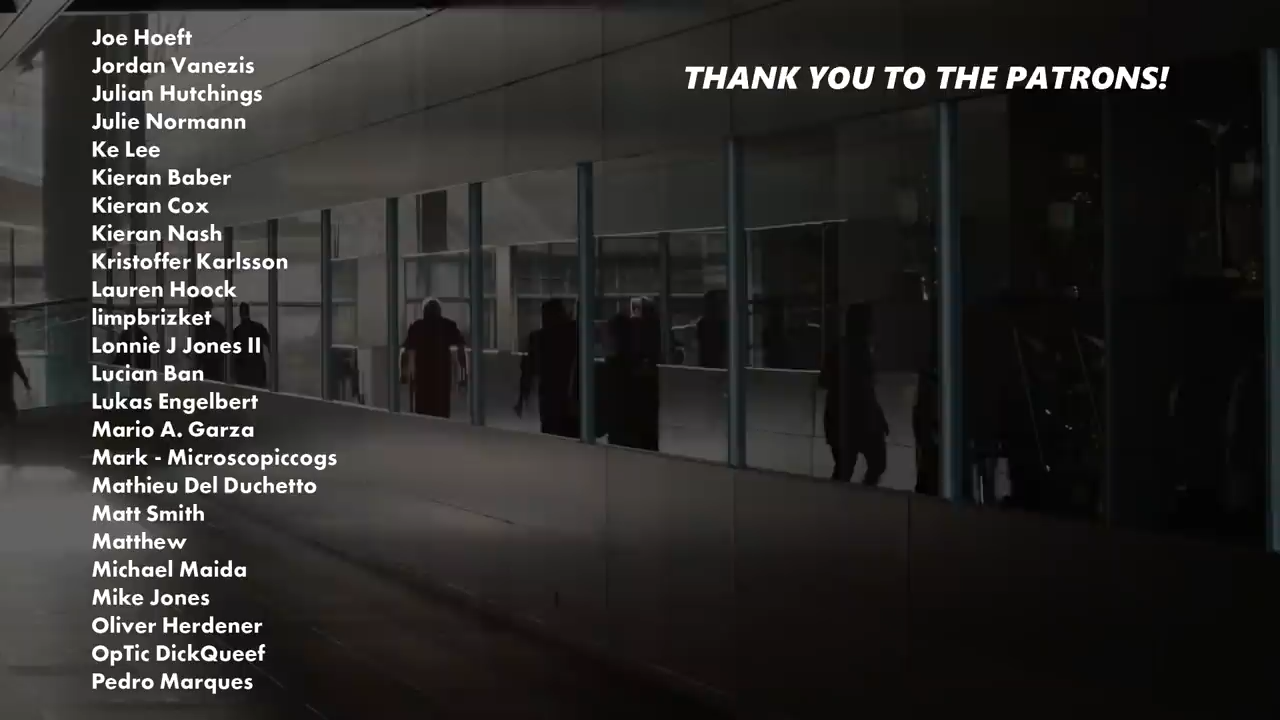 Joe Hoeft
Jordan Vanezis
Julian Hutchings
Julie Normann
Ke Lee
Kieran Baber
Kieran Cox
Kieran Nash
Kristoffer Karlsson
Lauren Hoock
limpbrizket
Lonnie J Jones II
Lucian Ban
Lukas Engelbert
Mario A. Garza
Mark - Microscopiccogs
Mathieu Del Duchetto
Matt Smith
Matthew
Michael Maida
Mike Jones
Oliver Herdener
OpTic DickQueef
Pedro Marques
THANK YOU TO THE PATRONS!